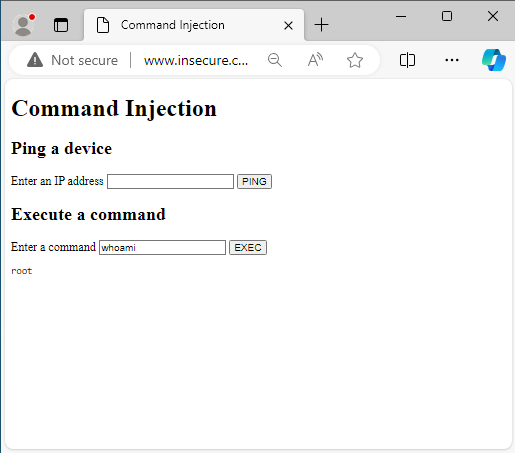 Command Injection
Not secure
www.insecure.c...
Command Injection
Ping a device
Enter an IP address
PING
Execute a command
Enter a command
whoami
EXEC
root